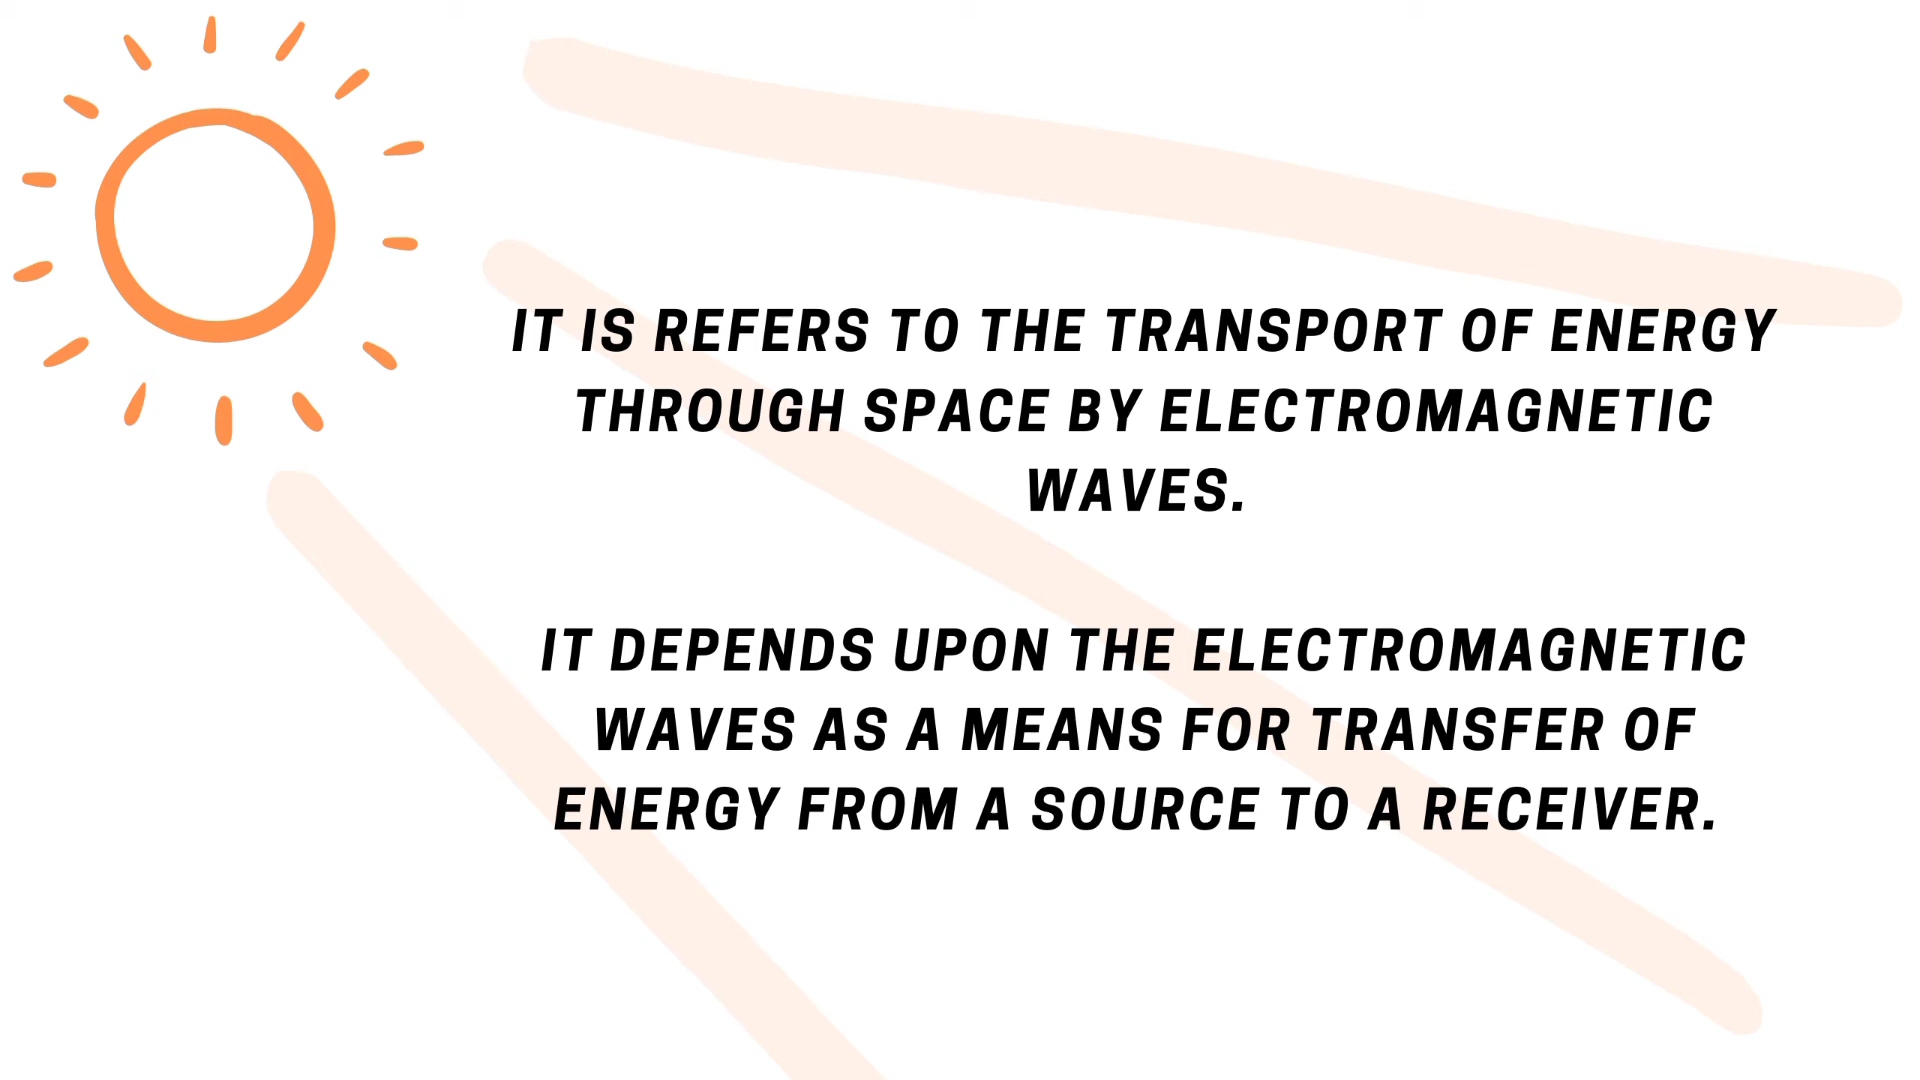 IT IS REFERS TO THE TRANSPORT OF ENERGY
THROUGH SPACE BY ELECTROMAGNETIC
WAVES.
IT DEPENDS UPON THE ELECTROMAGNETIC
WAVES AS A MEANS FOR TRANSFER OF
ENERGY FROM A SOURCE TO A RECEIVER.